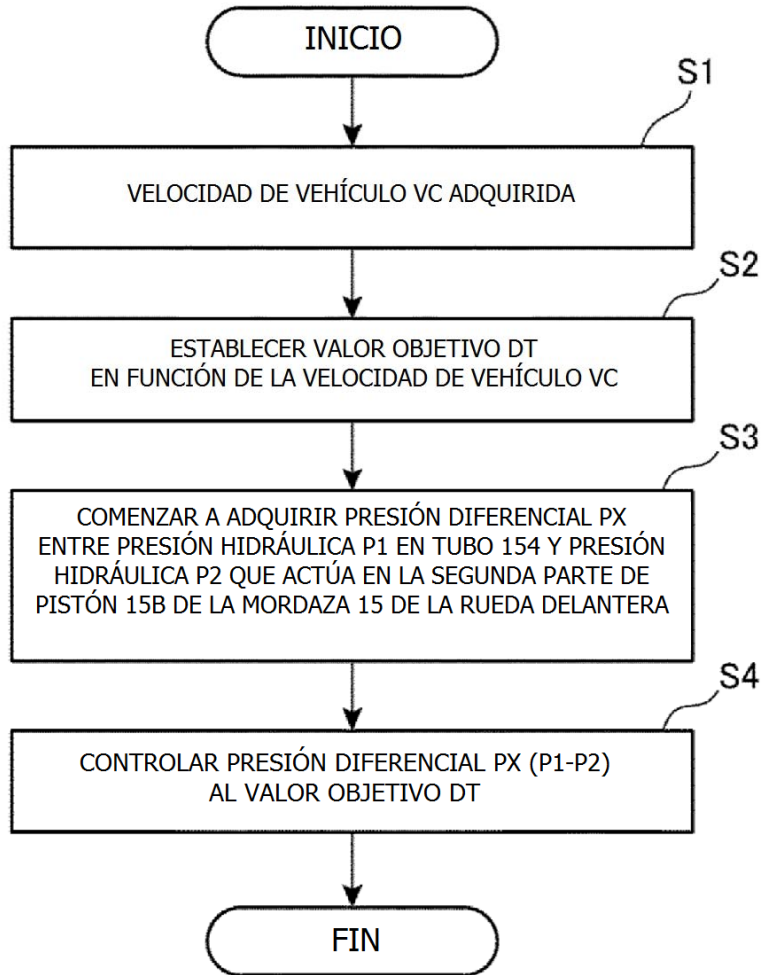 INICIO
S1
VELOCIDAD DE VEHÍCULO VC ADQUIRIDA
S2
ESTABLECER VALOR OBJETIVO DT
EN FUNCIÓN DE LA VELOCIDAD DE VEHÍCULO VC
S3
COMENZAR A ADQUIRIR PRESIÓN DIFERENCIAL PX
ENTRE PRESIÓN HIDRÁULICA P1 EN TUBO 154 Y PRESIÓN
HIDRÁULICA P2 QUE ACTÚA EN LA SEGUNDA PARTE DE
PISTÓN 15B DE LA MORDAZA 15 DE LA RUEDA DELANTERA
S4
CONTROLAR PRESIÓN DIFERENCIAL PX (P1-P2)
AL VALOR OBJETIVO DT
FIN